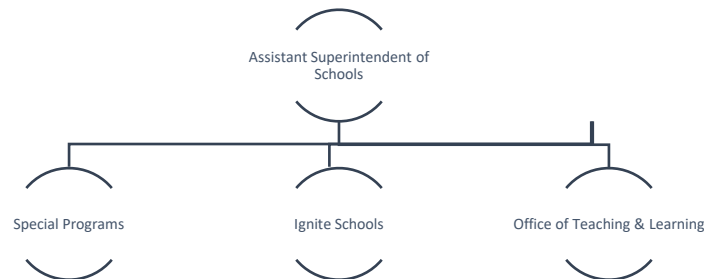 Assistant Superintendent of
Schools
Special Programs
Ignite Schools
Office of Teaching & Learning